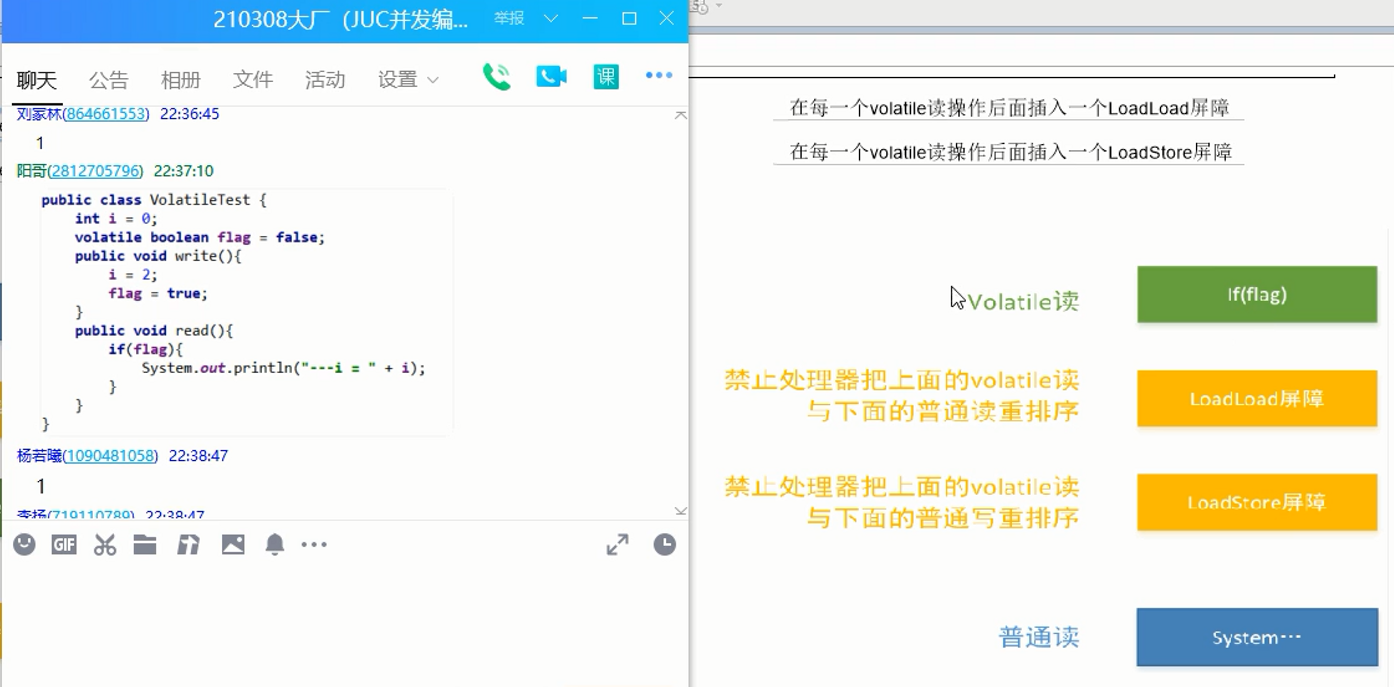 210308大厂（JUC并发编...
举报
聊天 公告 相册 文件 活动 设置
课
刘家林(864661553) 22:36:45
1
阳哥(2812705796) 22:37:10
public class VolatileTest {
int i = 0;
volatile boolean flag = false;
public void write(){
i = 2;
flag = true;
}
public void read(){
if(flag){
System.out.println("---i = " + i);
}
}
}
杨若曦(1090481058) 22:38:47
1
李杨(719110789) 22:38:47
GIF
在每一个volatile读操作后面插入一个LoadLoad屏障
在每一个volatile读操作后面插入一个LoadStore屏障
Volatile读
If(flag)
禁止处理器把上面的volatile读
与下面的普通读重排序
LoadLoad屏障
禁止处理器把上面的volatile读
与下面的普通写重排序
LoadStore屏障
普通读
System…